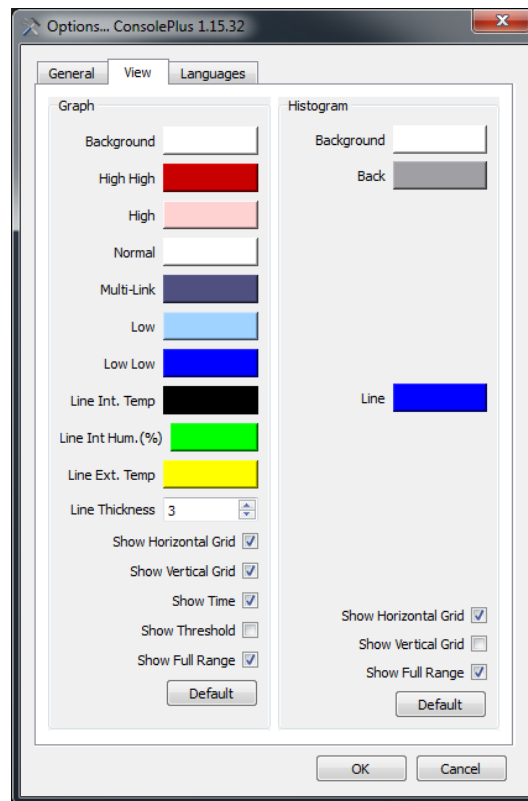 Options... ConsolePlus 1.15.32
General
View
Languages
Graph
Background
High High
High
Normal
Multi-Link
Low
Low Low
Line Int. Temp
Line Int Hum.(%)
Line Ext. Temp
Line Thickness 3
Show Horizontal Grid
Show Vertical Grid
Show Time
Show Threshold
Show Full Range
Default
Histogram
Background
Back
Line
Show Horizontal Grid
Show Vertical Grid
Show Full Range
Default
OK
Cancel